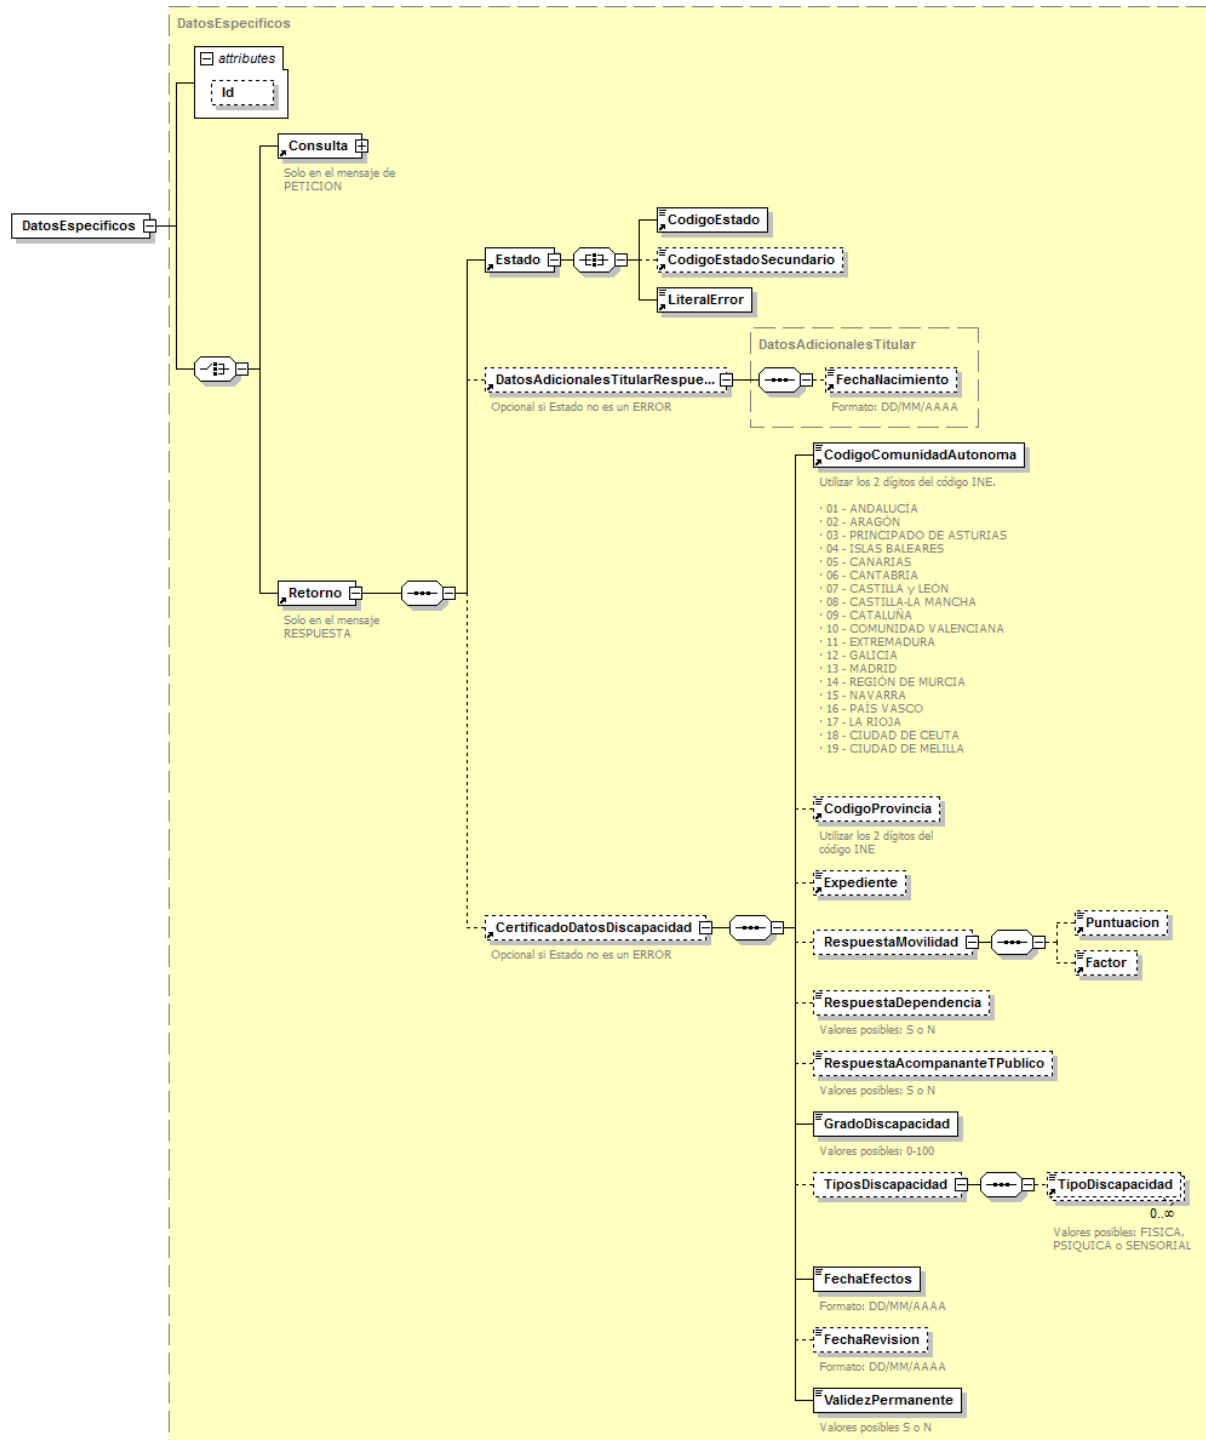 DatosEspecificos
attributes
Id
Consulta
Solo en el mensaje de
PETICION
DatosEspecificos
CodigoEstado
Estado
CodigoEstadoSecundario
LiteralError
DatosAdicionalesTitular
DatosAdicionalesTitularRespue...
FechaNacimiento
Opcional si Estado no es un ERROR
Formato: DD/MM/AAAA
CodigoComunidadAutonoma
Utilizar los 2 dígitos del código INE.
· 01 - ANDALUCÍA
· 02 - ARAGÓN
· 03 - PRINCIPADO DE ASTURIAS
· 04 - ISLAS BALEARES
· 05 - CANARIAS
· 06 - CANTABRIA
· 07 - CASTILLA y LEÓN
· 08 - CASTILLA-LA MANCHA
· 09 - CATALUÑA
· 10 - COMUNIDAD VALENCIANA
· 11 - EXTREMADURA
· 12 - GALICIA
· 13 - MADRID
· 14 - REGIÓN DE MURCIA
· 15 - NAVARRA
· 16 - PAÍS VASCO
· 17 - LA RIOJA
· 18 - CIUDAD DE CEUTA
· 19 - CIUDAD DE MELILLA
Retorno
Solo en el mensaje
RESPUESTA
CodigoProvincia
Utilizar los 2 dígitos del
código INE
Expediente
CertificadoDatosDiscapacidad
Opcional si Estado no es un ERROR
RespuestaMovilidad
Puntuacion
Factor
RespuestaDependencia
Valores posibles: S o N
RespuestaAcompananteTPublico
Valores posibles: S o N
GradoDiscapacidad
Valores posibles: 0-100
TiposDiscapacidad
TipoDiscapacidad
0..∞
Valores posibles: FISICA,
PSIQUICA o SENSORIAL
FechaEfectos
Formato: DD/MM/AAAA
FechaRevision
Formato: DD/MM/AAAA
ValidezPermanente
Valores posibles S o N